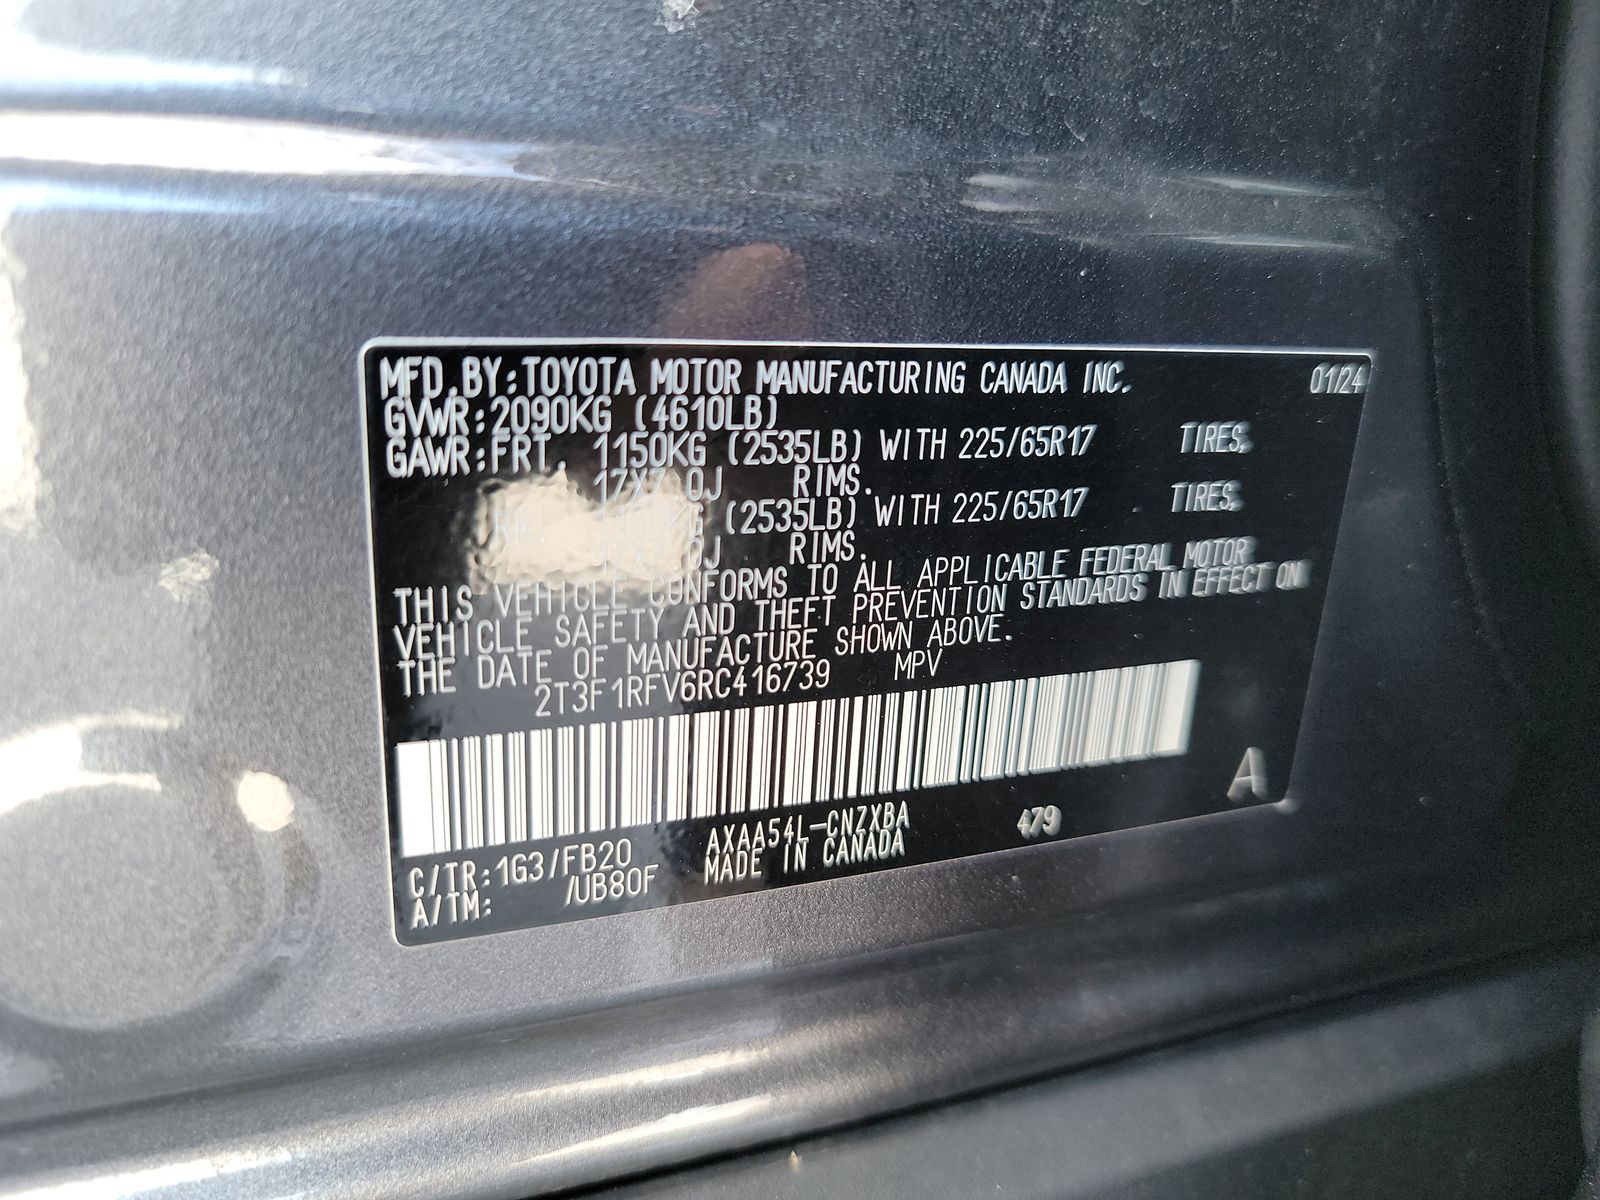 MFD.BY:TOYOTA MOTOR MANUFACTURING CANADA INC. 01/24
GVWR:2090KG (4610LB)
GAWR:FRT. 1150KG (2535LB) WITH 225/65R17 TIRES,
17X7.0J RIMS.
RR. 1150KG (2535LB) WITH 225/65R17 TIRES,
17X7.0J RIMS.
THIS VEHICLE CONFORMS TO ALL APPLICABLE FEDERAL MOTOR
VEHICLE SAFETY AND THEFT PREVENTION STANDARDS IN EFFECT ON
THE DATE OF MANUFACTURE SHOWN ABOVE.
2T3F1RFV6RC416739 MPV
A
C/TR:1G3/FB20 AXAA54L-CNZXBA 479
A/TM: /UB80F MADE IN CANADA